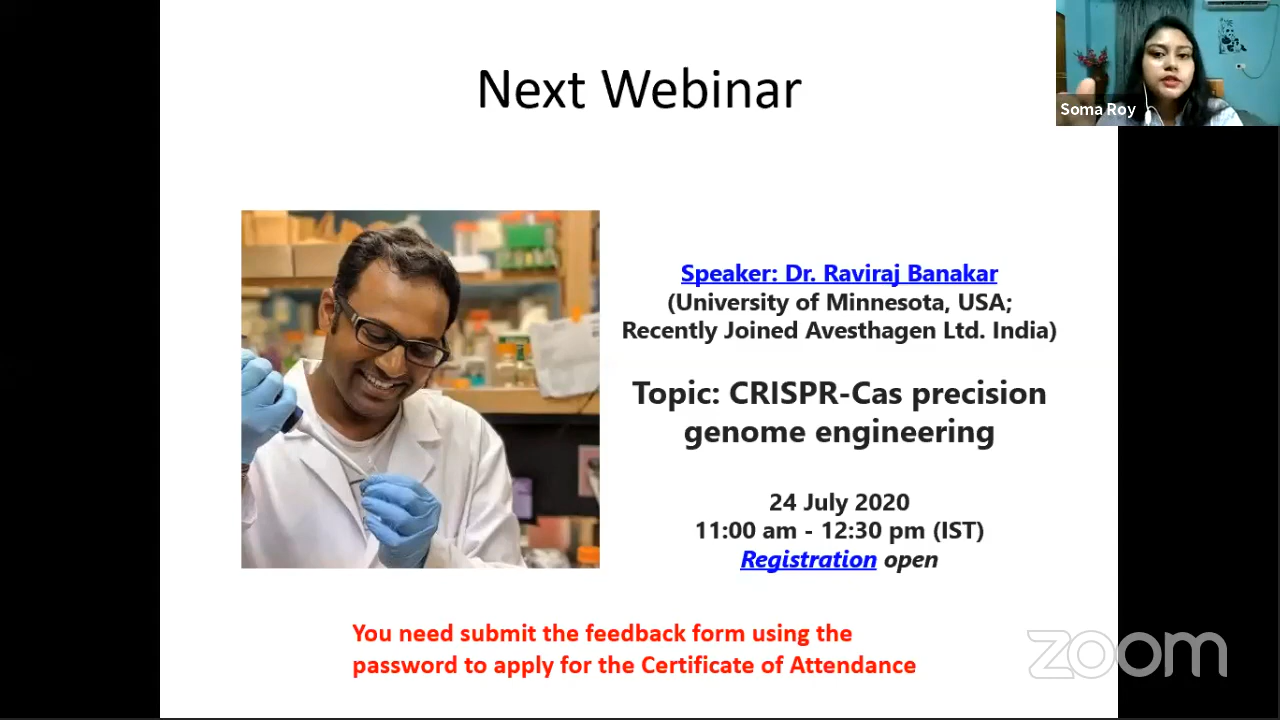 Next Webinar
Soma Roy
Speaker: Dr. Raviraj Banakar
(University of Minnesota, USA;
Recently Joined Avesthagen Ltd. India)
Topic: CRISPR-Cas precision
genome engineering
24 July 2020
11:00 am - 12:30 pm (IST)
Registration open
You need submit the feedback form using the
password to apply for the Certificate of Attendance
zoom